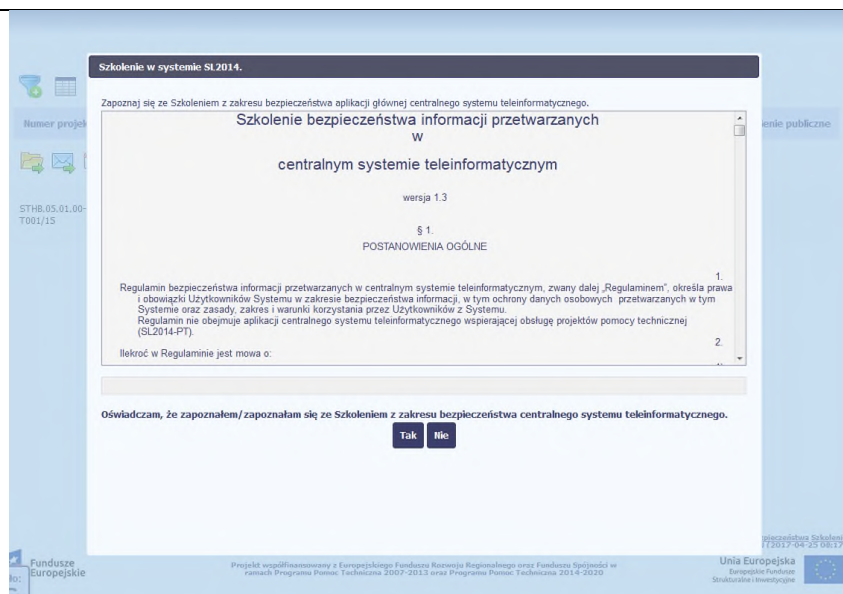 Szkolenie w systemie SL2014.
Zapoznaj się ze Szkoleniem z zakresu bezpieczeństwa aplikacji głównej centralnego systemu teleinformatycznego.
Numer projek
enie publiczne
Szkolenie bezpieczeństwa informacji przetwarzanych
w
centralnym systemie teleinformatycznym
wersja 1.3
§ 1.
POSTANOWIENIA OGÓLNE
STHB.05.01.00-
T001/15
1.
Regulamin bezpieczeństwa informacji przetwarzanych w centralnym systemie teleinformatycznym, zwany dalej „Regulaminem”, określa prawa
i obowiązki Użytkowników Systemu w zakresie bezpieczeństwa informacji, w tym ochrony danych osobowych przetwarzanych w tym
Systemie oraz zasady, zakres i warunki korzystania przez Użytkowników z Systemu.
Regulamin nie obejmuje aplikacji centralnego systemu teleinformatycznego wspierającej obsługę projektów pomocy technicznej
(SL2014-PT).
2.
Ilekroć w Regulaminie jest mowa o:
Oświadczam, że zapoznałem/zapoznałam się ze Szkoleniem z zakresu bezpieczeństwa centralnego systemu teleinformatycznego.
Tak Nie
Fundusze
Europejskie
Projekt współfinansowany z Europejskiego Funduszu Rozwoju Regionalnego oraz Funduszu Spójności w
ramach Programu Pomoc Techniczna 2007-2013 oraz Programu Pomoc Techniczna 2014-2020
Unia Europejska
Europejskie Fundusze
Strukturalne i Inwestycyjne